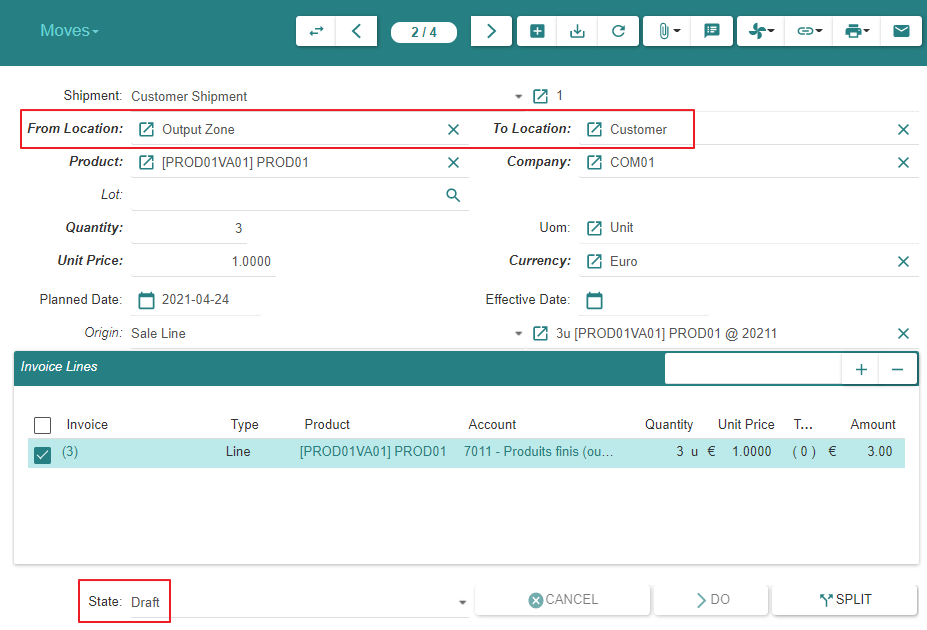 Moves
2 / 4
Shipment: Customer Shipment 1
From Location: Output Zone To Location: Customer
Product: [PROD01VA01] PROD01 Company: COM01
Lot:
Quantity: 3 Uom: Unit
Unit Price: 1.0000 Currency: Euro
Planned Date: 2021-04-24 Effective Date:
Origin: Sale Line 3u [PROD01VA01] PROD01 @ 20211
Invoice Lines
Invoice Type Product Account Quantity Unit Price T... Amount
(3) Line [PROD01VA01] PROD01 7011 - Produits finis (ou... 3 u € 1.0000 ( 0 ) € 3.00
State: Draft CANCEL DO SPLIT